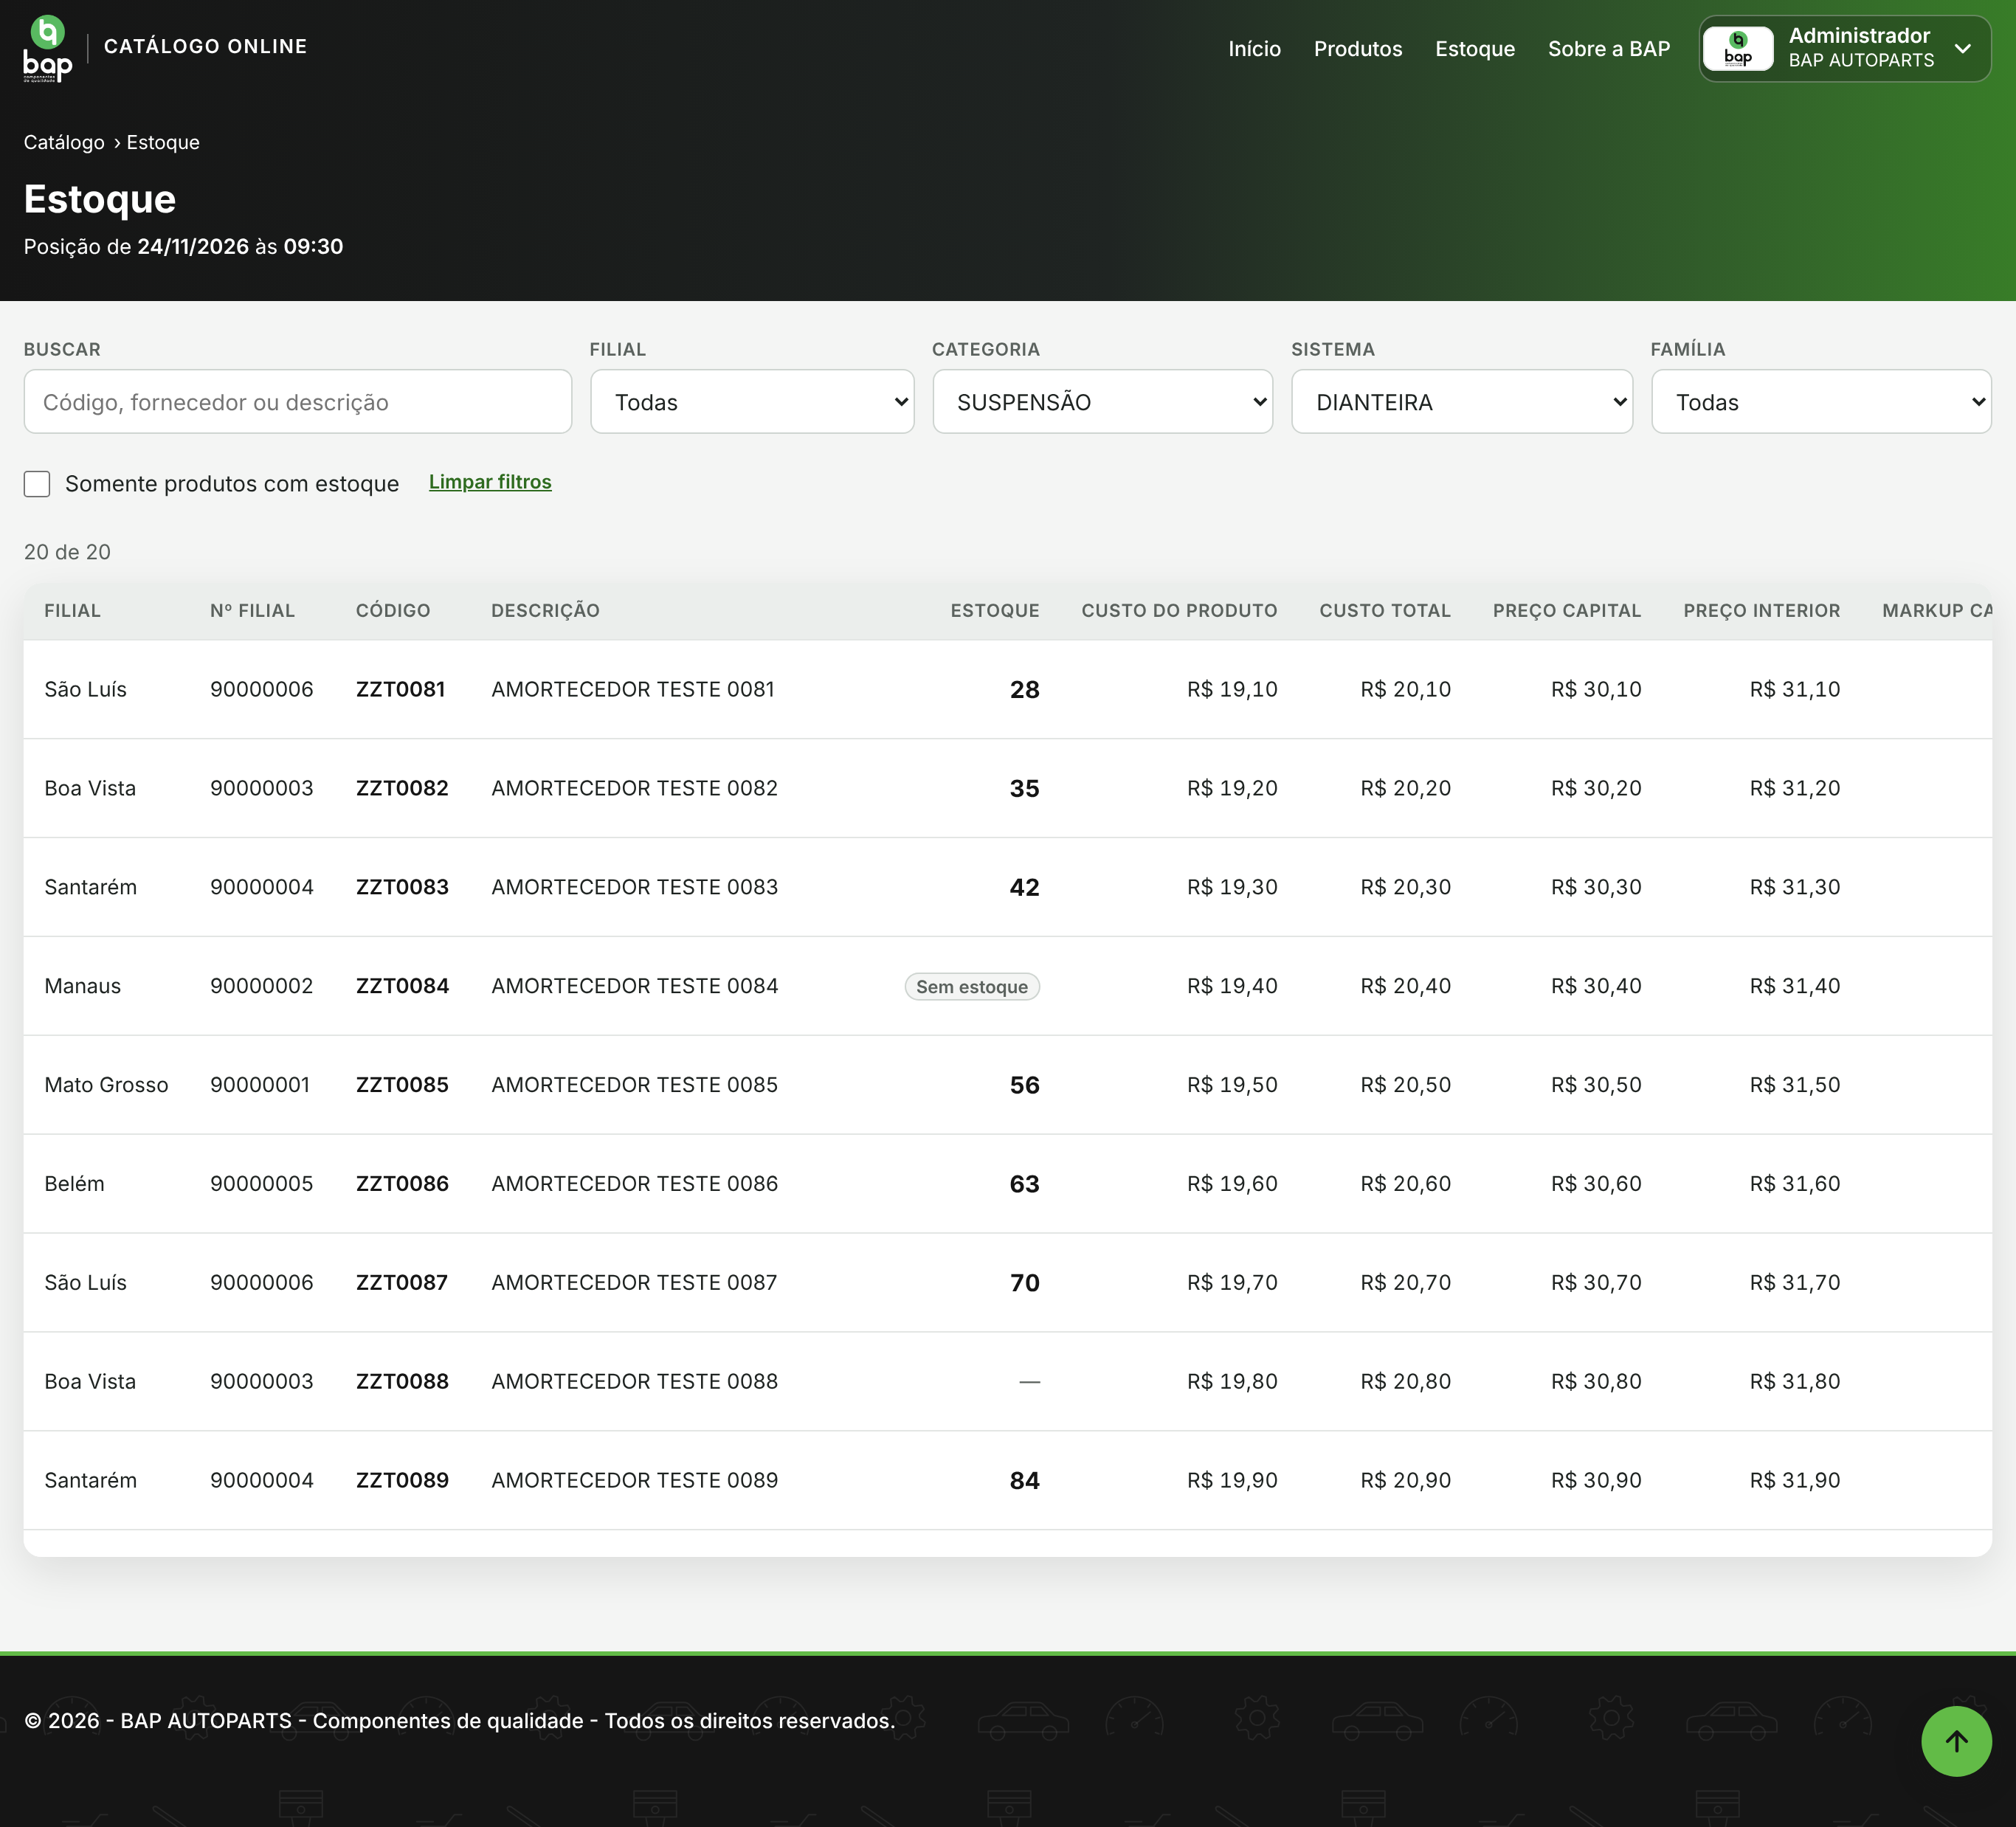 bap
componentes
de qualidade
CATÁLOGO ONLINE
Início Produtos Estoque Sobre a BAP
bap
Administrador
BAP AUTOPARTS
Catálogo › Estoque
Estoque
Posição de 24/11/2026 às 09:30
BUSCAR FILIAL CATEGORIA SISTEMA FAMÍLIA
Código, fornecedor ou descrição Todas SUSPENSÃO DIANTEIRA Todas
Somente produtos com estoque Limpar filtros
20 de 20
FILIAL Nº FILIAL CÓDIGO DESCRIÇÃO ESTOQUE CUSTO DO PRODUTO CUSTO TOTAL PREÇO CAPITAL PREÇO INTERIOR MARKUP CA
São Luís 90000006 ZZT0081 AMORTECEDOR TESTE 0081 28 R$ 19,10 R$ 20,10 R$ 30,10 R$ 31,10
Boa Vista 90000003 ZZT0082 AMORTECEDOR TESTE 0082 35 R$ 19,20 R$ 20,20 R$ 30,20 R$ 31,20
Santarém 90000004 ZZT0083 AMORTECEDOR TESTE 0083 42 R$ 19,30 R$ 20,30 R$ 30,30 R$ 31,30
Manaus 90000002 ZZT0084 AMORTECEDOR TESTE 0084 Sem estoque R$ 19,40 R$ 20,40 R$ 30,40 R$ 31,40
Mato Grosso 90000001 ZZT0085 AMORTECEDOR TESTE 0085 56 R$ 19,50 R$ 20,50 R$ 30,50 R$ 31,50
Belém 90000005 ZZT0086 AMORTECEDOR TESTE 0086 63 R$ 19,60 R$ 20,60 R$ 30,60 R$ 31,60
São Luís 90000006 ZZT0087 AMORTECEDOR TESTE 0087 70 R$ 19,70 R$ 20,70 R$ 30,70 R$ 31,70
Boa Vista 90000003 ZZT0088 AMORTECEDOR TESTE 0088 — R$ 19,80 R$ 20,80 R$ 30,80 R$ 31,80
Santarém 90000004 ZZT0089 AMORTECEDOR TESTE 0089 84 R$ 19,90 R$ 20,90 R$ 30,90 R$ 31,90
© 2026 - BAP AUTOPARTS - Componentes de qualidade - Todos os direitos reservados.